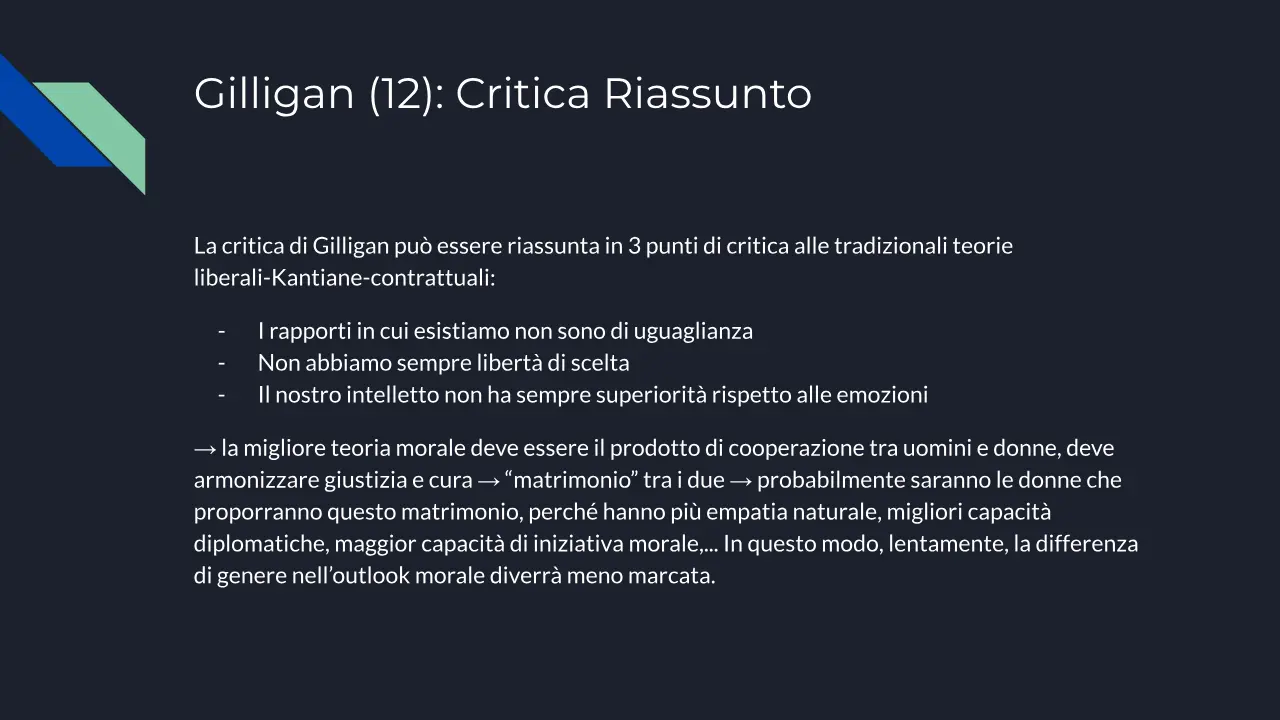 Gilligan (12): Critica Riassunto
La critica di Gilligan può essere riassunta in 3 punti di critica alle tradizionali teorie
liberali-Kantiane-contrattuali:
- I rapporti in cui esistiamo non sono di uguaglianza
- Non abbiamo sempre libertà di scelta
- Il nostro intelletto non ha sempre superiorità rispetto alle emozioni
→ la migliore teoria morale deve essere il prodotto di cooperazione tra uomini e donne, deve
armonizzare giustizia e cura → “matrimonio” tra i due → probabilmente saranno le donne che
proporranno questo matrimonio, perché hanno più empatia naturale, migliori capacità
diplomatiche, maggior capacità di iniziativa morale,... In questo modo, lentamente, la differenza
di genere nell’outlook morale diverrà meno marcata.